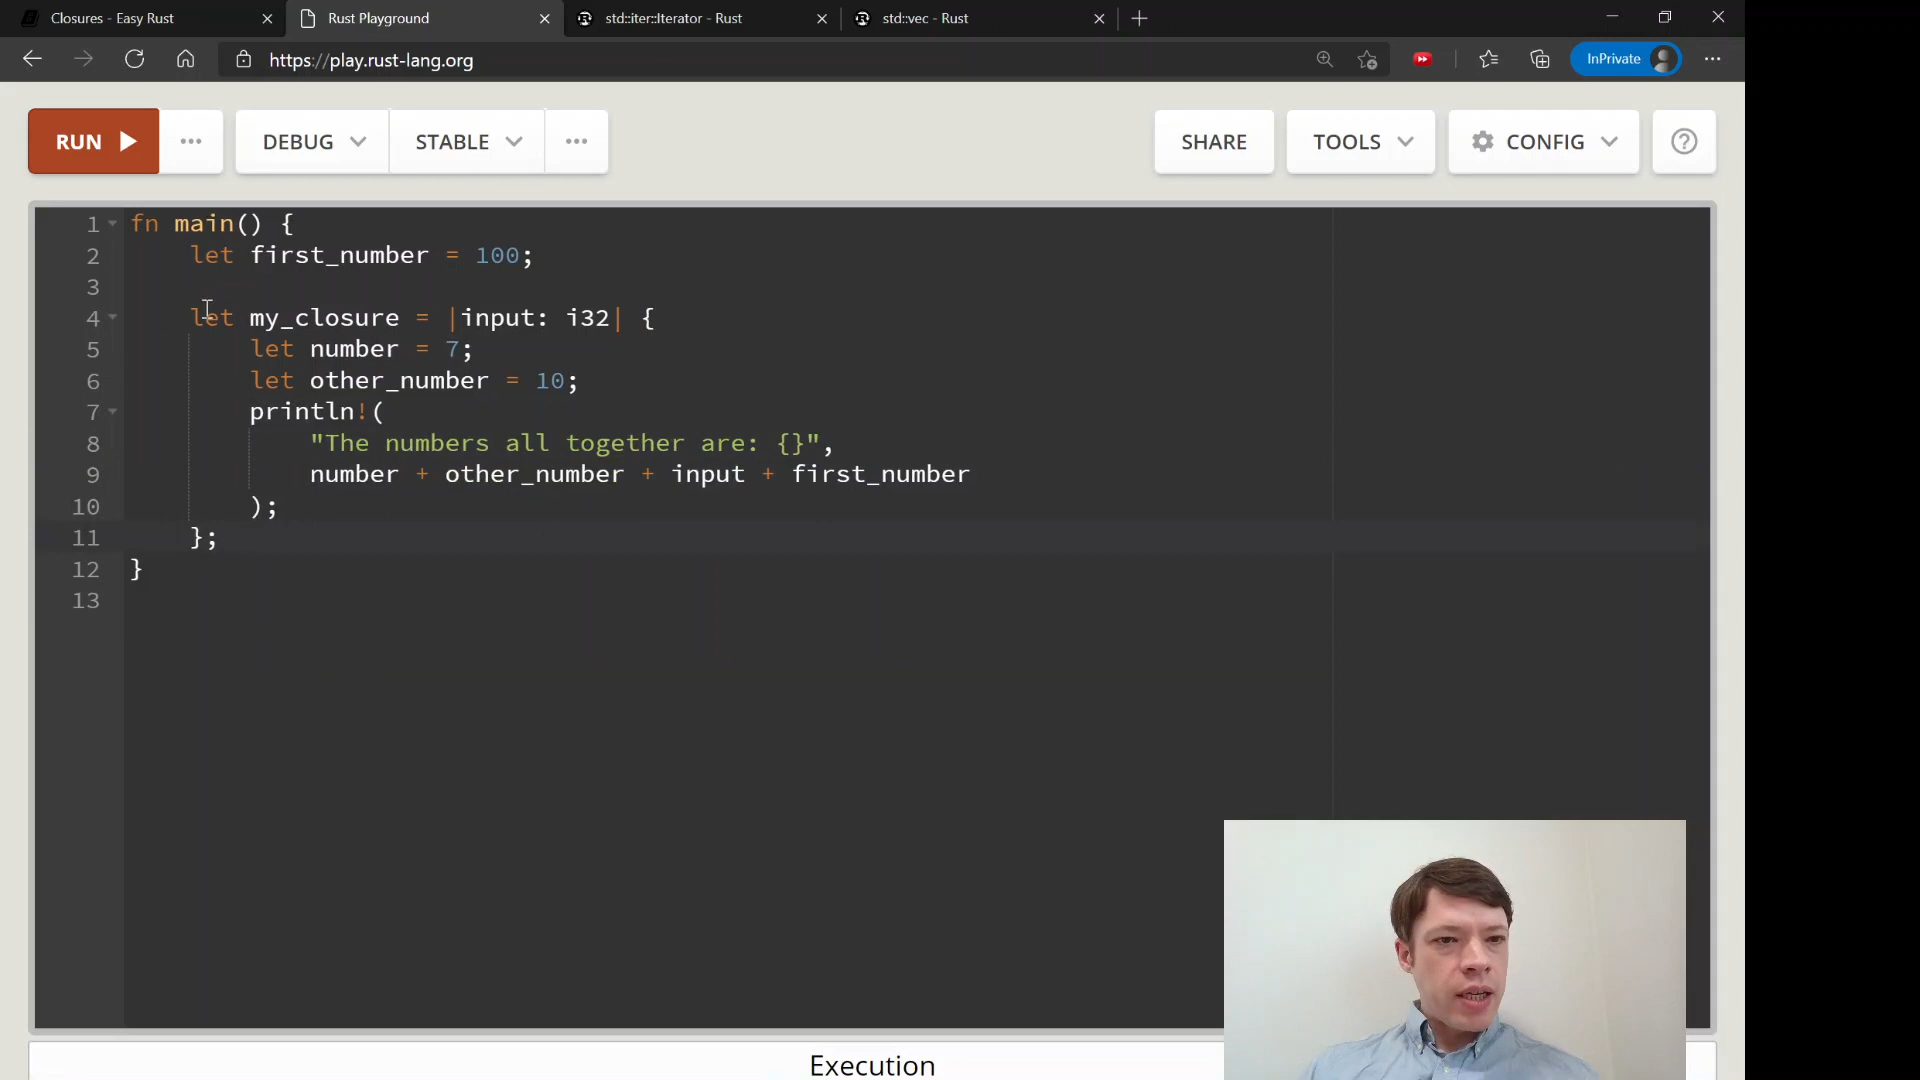 Closures - Easy Rust
Rust Playground
std::iter::Iterator - Rust
std::vec - Rust
https://play.rust-lang.org
InPrivate
RUN
DEBUG
STABLE
SHARE
TOOLS
CONFIG
1 fn main() {
2 let first_number = 100;
3
4 let my_closure = |input: i32| {
5 let number = 7;
6 let other_number = 10;
7 println!(
8 "The numbers all together are: {}",
9 number + other_number + input + first_number
10 );
11 };
12 }
13
Execution